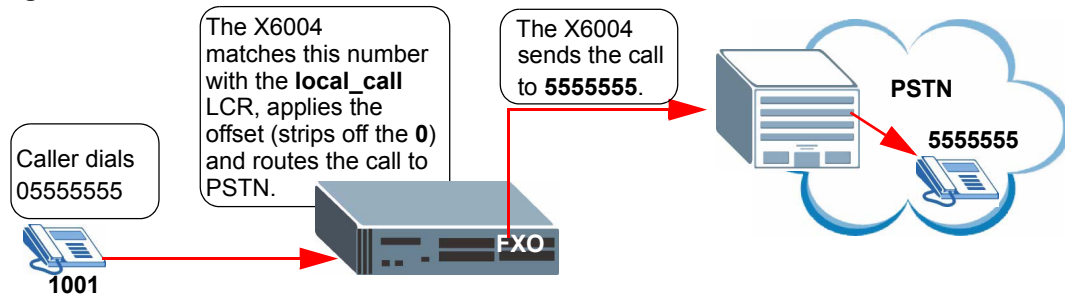 Caller dials
05555555
1001
The X6004
matches this number
with the local_call
LCR, applies the
offset (strips off the 0)
and routes the call to
PSTN.
FXO
The X6004
sends the call
to 5555555.
PSTN
5555555